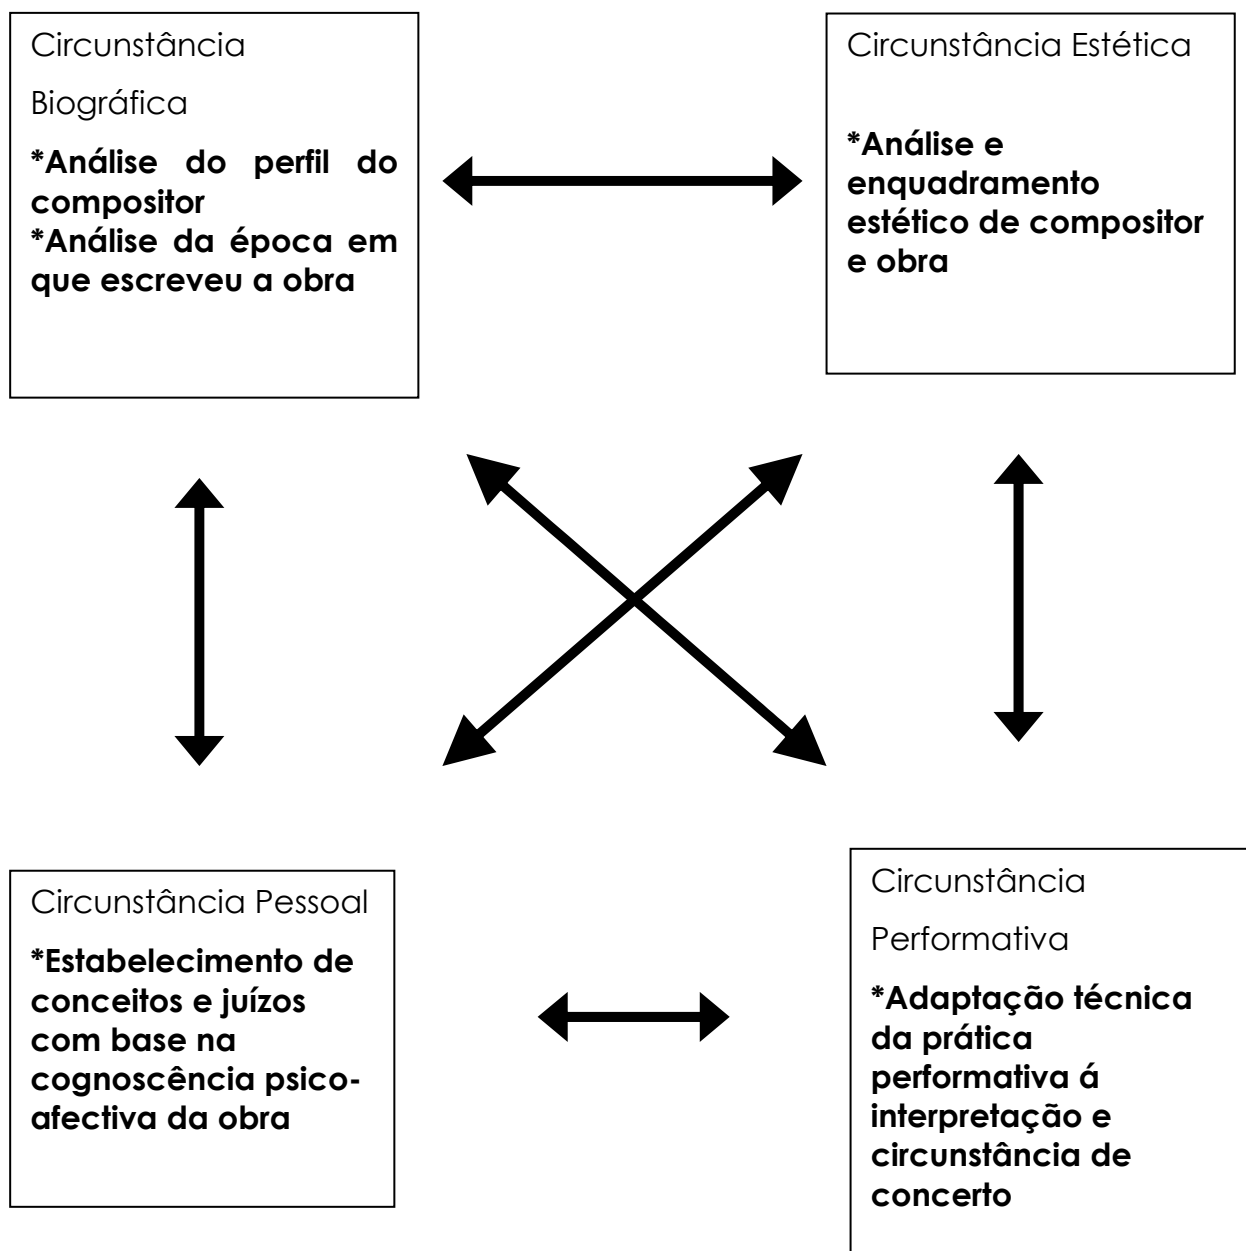 Circunstância
Biográfica
*Análise do perfil do
compositor
*Análise da época em
que escreveu a obra
Circunstância Estética
*Análise e
enquadramento
estético de compositor
e obra
Circunstância Pessoal
*Estabelecimento de
conceitos e juízos
com base na
cognoscência psico-
afectiva da obra
Circunstância
Performativa
*Adaptação técnica
da prática
performativa á
interpretação e
circunstância de
concerto